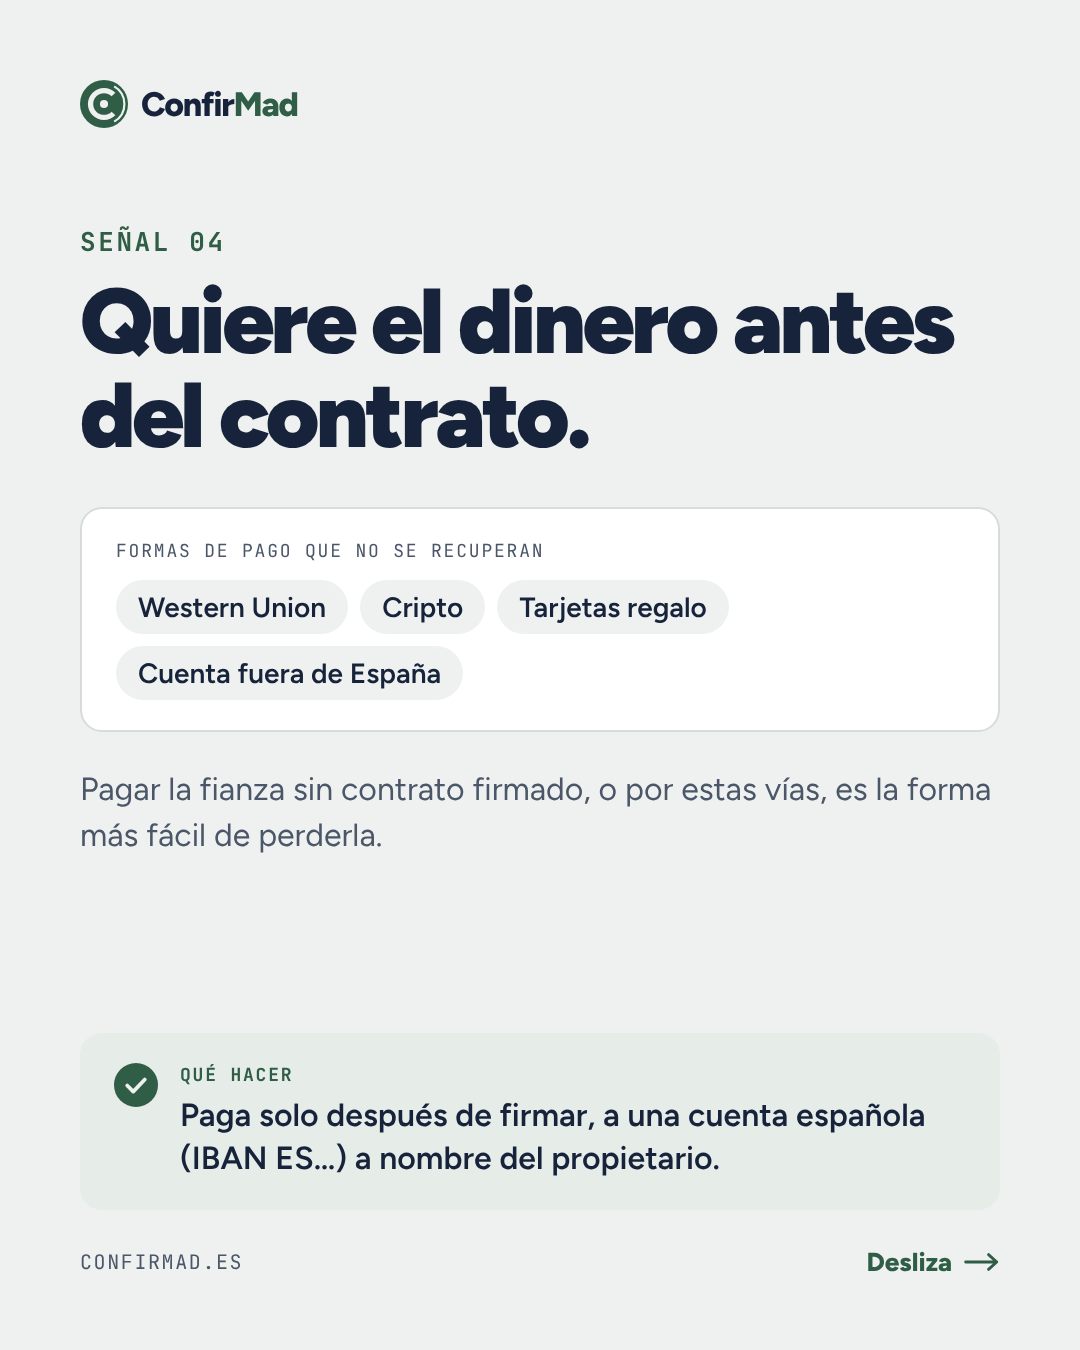 ConfirMad
SEÑAL 04
Quiere el dinero antes
del contrato.
FORMAS DE PAGO QUE NO SE RECUPERAN
Western Union
Cripto
Tarjetas regalo
Cuenta fuera de España
Pagar la fianza sin contrato firmado, o por estas vías, es la forma
más fácil de perderla.
QUÉ HACER
Paga solo después de firmar, a una cuenta española
(IBAN ES...) a nombre del propietario.
CONFIRMAD.ES
Desliza →